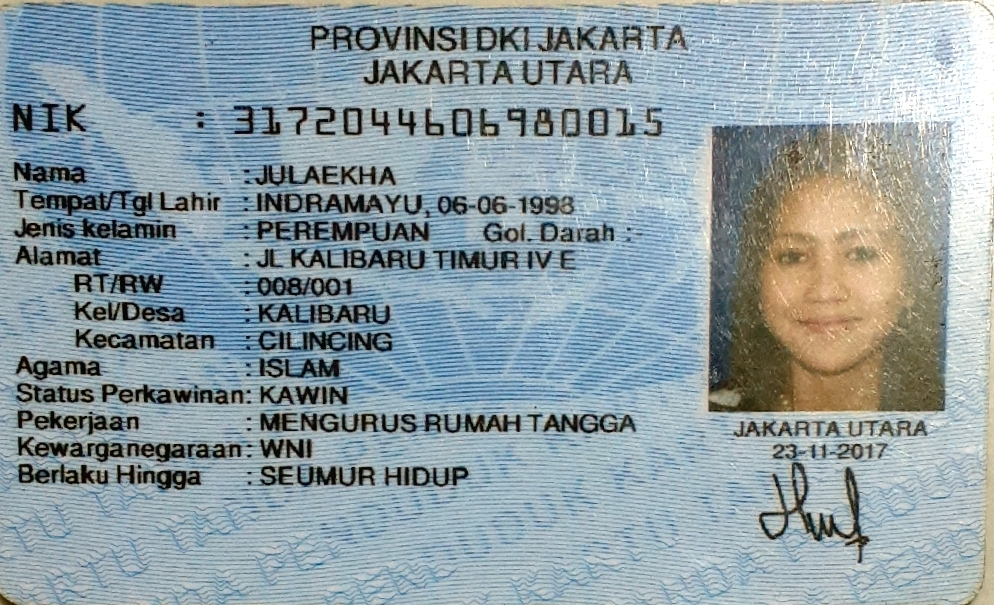 PROVINSI DKI JAKARTA
JAKARTA UTARA
NIK : 3172044606980015
Nama : JULAEKHA
Tempat/Tgl Lahir : INDRAMAYU, 06-06-1998
Jenis kelamin : PEREMPUAN Gol. Darah :-
Alamat : JL KALIBARU TIMUR IV E
RT/RW : 008/001
Kel/Desa : KALIBARU
Kecamatan : CILINCING
Agama : ISLAM
Status Perkawinan: KAWIN
Pekerjaan : MENGURUS RUMAH TANGGA
Kewarganegaraan: WNI
Berlaku Hingga : SEUMUR HIDUP
JAKARTA UTARA
23-11-2017